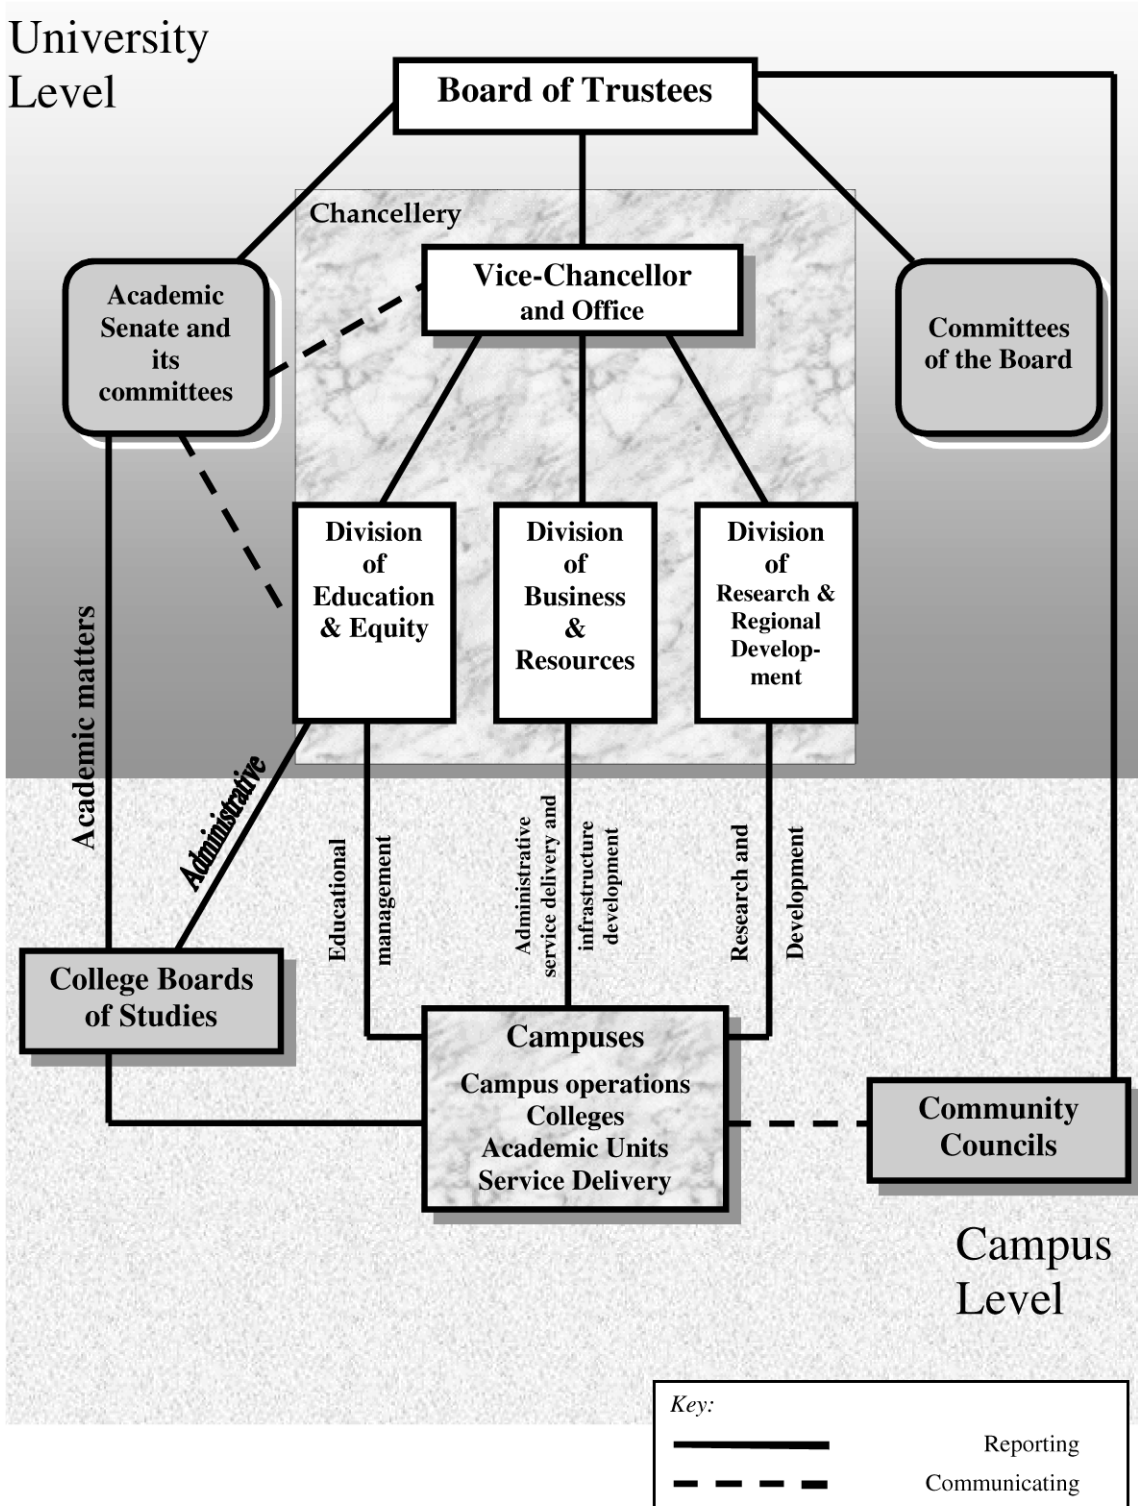 University
Level
Board of Trustees
Chancellery
Vice-Chancellor
and Office
Academic
Senate and
its
committees
Committees
of the Board
Division
of
Education
& Equity
Division
of
Business
&
Resources
Division
of
Research &
Regional
Develop-
ment
Academic matters
Administrative
Educational
management
Administrative
service delivery and
infrastructure
development
Research and
Development
College Boards
of Studies
Campuses
Campus operations
Colleges
Academic Units
Service Delivery
Community
Councils
Campus
Level
Key:
Reporting
Communicating